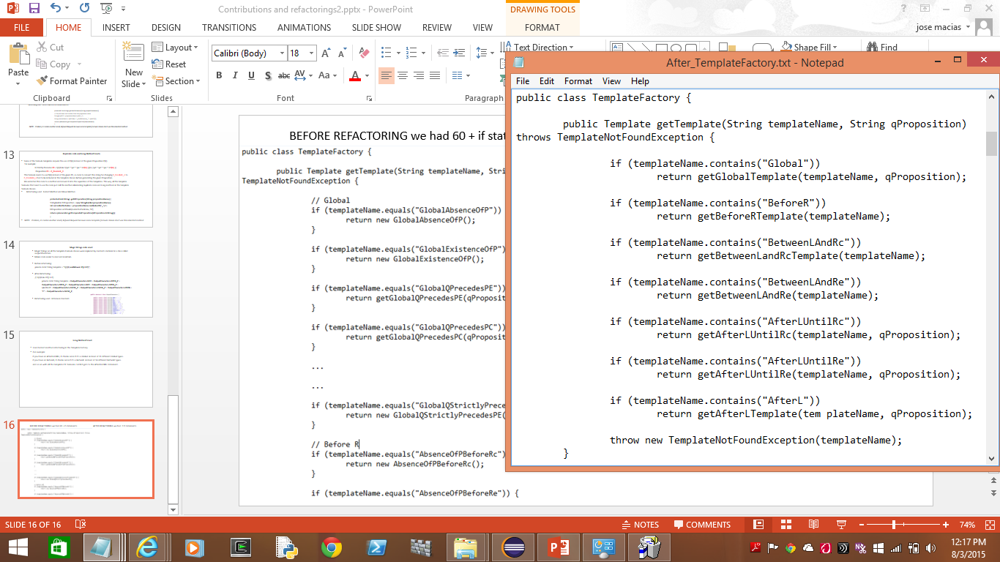 Contributions and refactorings2.pptx - PowerPoint
DRAWING TOOLS
FILE
HOME
INSERT
DESIGN
TRANSITIONS
ANIMATIONS
SLIDE SHOW
REVIEW
VIEW
FORMAT
jose macias
Paste
Cut
Copy
Format Painter
Clipboard
New
Slide
Layout
Reset
Section
Slides
Calibri (Body)
18
B I U S abc AV Aa A
Font
Text Direction
Paragraph
Shape Fill
Find
13
14
15
16
BEFORE REFACTORING we had 60 + if stat
public class TemplateFactory {
public Template getTemplate(String templateName, Stri
TemplateNotFoundException {
// Global
if (templateName.equals("GlobalAbsenceOfP"))
return new GlobalAbsenceOfP();
}
if (templateName.equals("GlobalExistenceOfP")
return new GlobalExistenceOfP();
}
if (templateName.equals("GlobalQPrecedesPE"))
return getGlobalQPrecedesPE(qProposit
}
if (templateName.equals("GlobalQPrecedesPC"))
return getGlobalQPrecedesPC(qProposit
}
...
...
if (templateName.equals("GlobalQStrictlyPrece
return new GlobalQStrictlyPrecedesPE(
}
// Before R
if (templateName.equals("AbsenceOfPBeforeRc")
return new AbsenceOfPBeforeRc();
}
if (templateName.equals("AbsenceOfPBeforeRe")) {
After_TemplateFactory.txt - Notepad
File Edit Format View Help
public class TemplateFactory {
public Template getTemplate(String templateName, String qProposition)
throws TemplateNotFoundException {
if (templateName.contains("Global"))
return getGlobalTemplate(templateName, qProposition);
if (templateName.contains("BeforeR"))
return getBeforeRTemplate(templateName);
if (templateName.contains("BetweenLAndRc"))
return getBetweenLandRcTemplate(templateName);
if (templateName.contains("BetweenLAndRe"))
return getBetweenLAndRe(templateName);
if (templateName.contains("AfterLUntilRc"))
return getAfterLUntilRc(templateName, qProposition);
if (templateName.contains("AfterLUntilRe"))
return getAfterLUntilRe(templateName, qProposition);
if (templateName.contains("AfterL"))
return getAfterLTemplate(tem plateName, qProposition);
throw new TemplateNotFoundException(templateName);
}
SLIDE 16 OF 16
NOTES
COMMENTS
74%
12:17 PM
8/3/2015